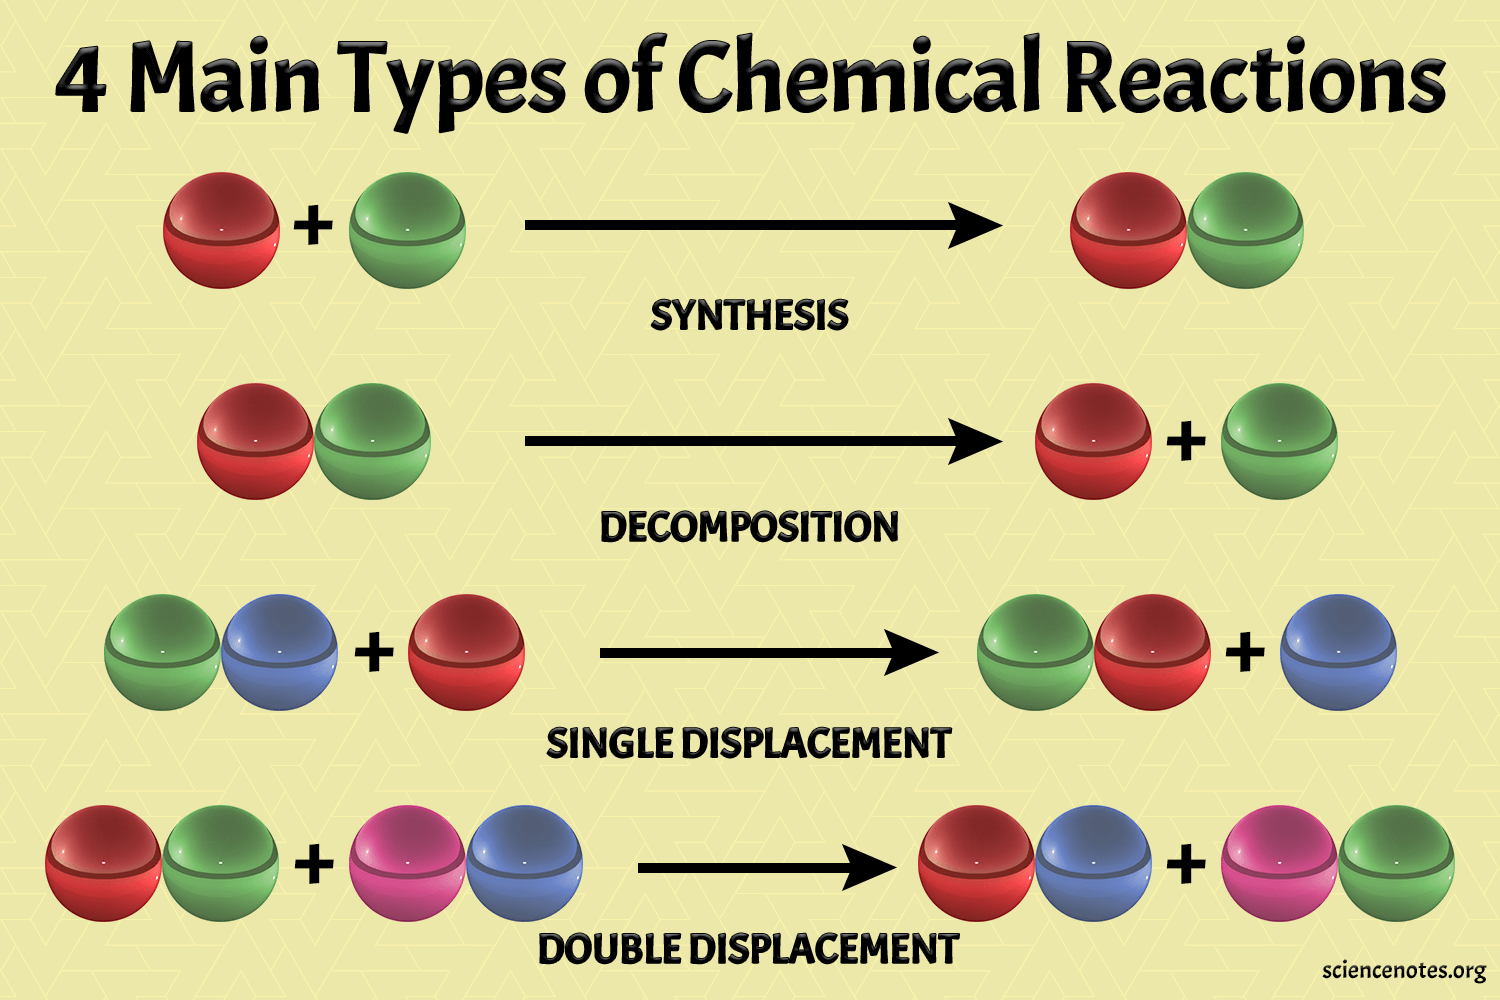 4 Main Types of Chemical Reactions
+
SYNTHESIS
+
DECOMPOSITION
+ +
SINGLE DISPLACEMENT
+ +
DOUBLE DISPLACEMENT
sciencenotes.org